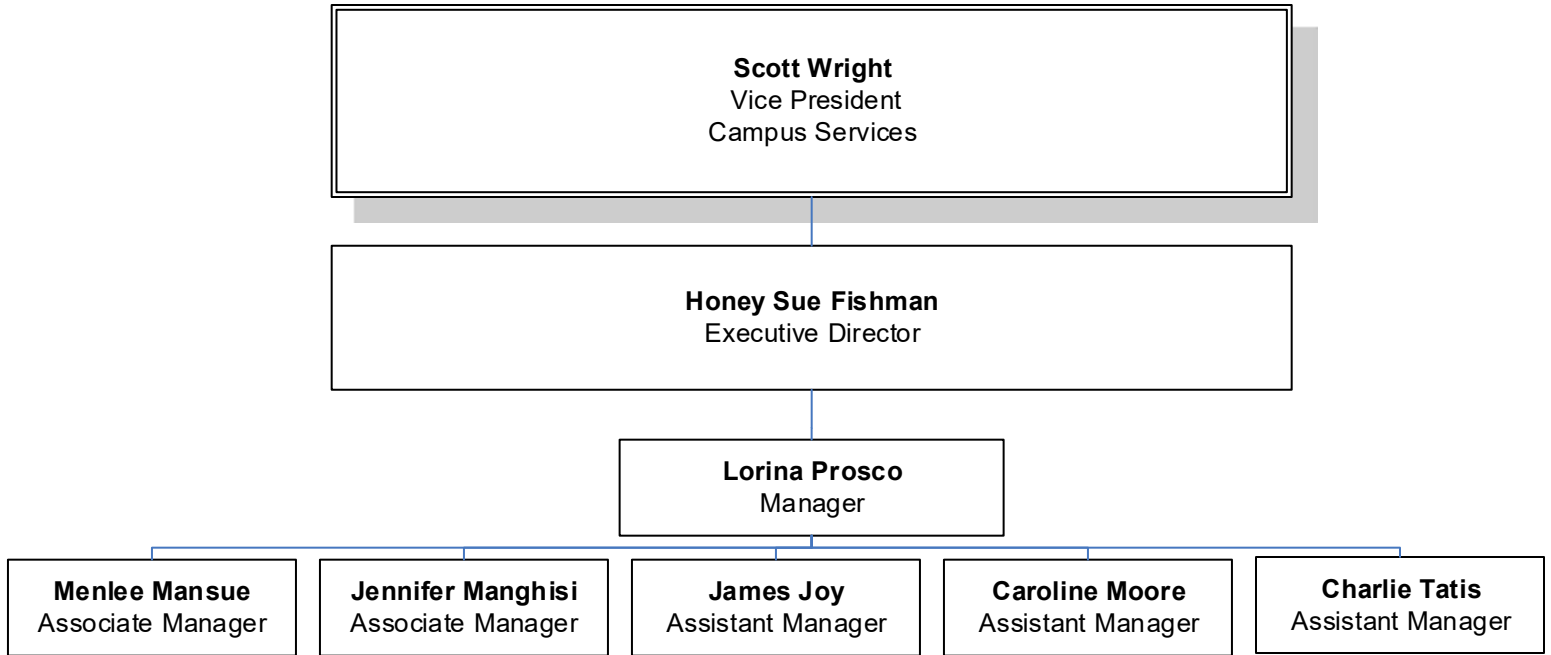 Scott Wright
Vice President
Campus Services
Honey Sue Fishman
Executive Director
Lorina Prosco
Manager
Menlee Mansue
Associate Manager
Jennifer Manghisi
Associate Manager
James Joy
Assistant Manager
Caroline Moore
Assistant Manager
Charlie Tatis
Assistant Manager